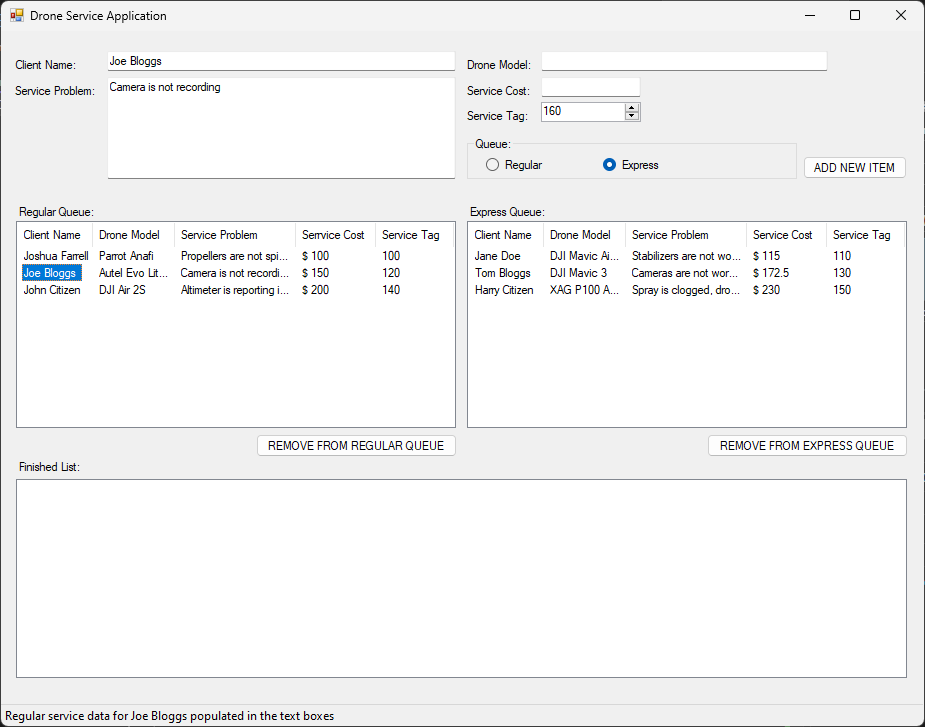 Drone Service Application
Client Name: Joe Bloggs Drone Model:
Service Problem: Camera is not recording Service Cost:
Service Tag: 160
Queue:
Regular Express ADD NEW ITEM
Regular Queue: Express Queue:
Client Name Drone Model Service Problem Serrvice Cost Service Tag Client Name Drone Model Service Problem Service Cost Service Tag
Joshua Farrell Parrot Anafi Propellers are not spi... $ 100 100 Jane Doe DJI Mavic Ai... Stabilizers are not wo... $ 115 110
Joe Bloggs Autel Evo Lit... Camera is not recordi... $ 150 120 Tom Bloggs DJI Mavic 3 Cameras are not wor... $ 172.5 130
John Citizen DJI Air 2S Altimeter is reporting i... $ 200 140 Harry Citizen XAG P100 A... Spray is clogged, dro... $ 230 150
REMOVE FROM REGULAR QUEUE REMOVE FROM EXPRESS QUEUE
Finished List:
Regular service data for Joe Bloggs populated in the text boxes